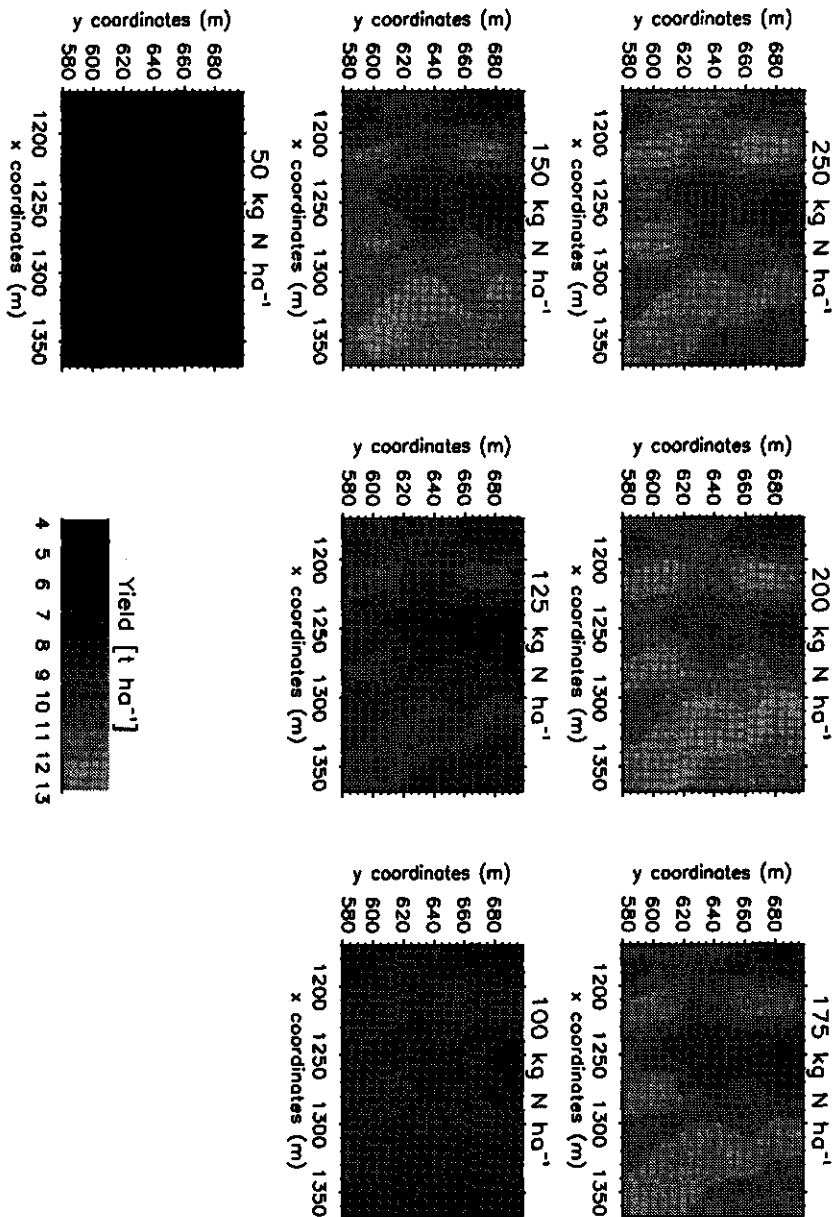 250 kg N ha⁻¹
y coordinates (m)
680
660
640
620
600
580
1200 1250 1300 1350
x coordinates (m)
200 kg N ha⁻¹
y coordinates (m)
680
660
640
620
600
580
1200 1250 1300 1350
x coordinates (m)
175 kg N ha⁻¹
y coordinates (m)
680
660
640
620
600
580
1200 1250 1300 1350
x coordinates (m)
150 kg N ha⁻¹
y coordinates (m)
680
660
640
620
600
580
1200 1250 1300 1350
x coordinates (m)
125 kg N ha⁻¹
y coordinates (m)
680
660
640
620
600
580
1200 1250 1300 1350
x coordinates (m)
100 kg N ha⁻¹
y coordinates (m)
680
660
640
620
600
580
1200 1250 1300 1350
x coordinates (m)
50 kg N ha⁻¹
y coordinates (m)
680
660
640
620
600
580
1200 1250 1300 1350
x coordinates (m)
Yield [t ha⁻¹]
4 5 6 7 8 9 10 11 12 13